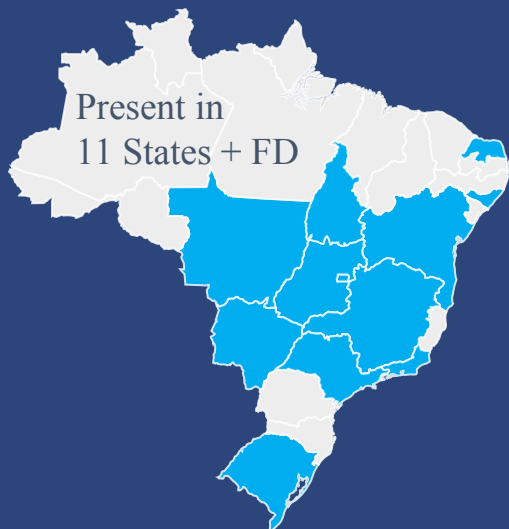 Present in
11 States + FD